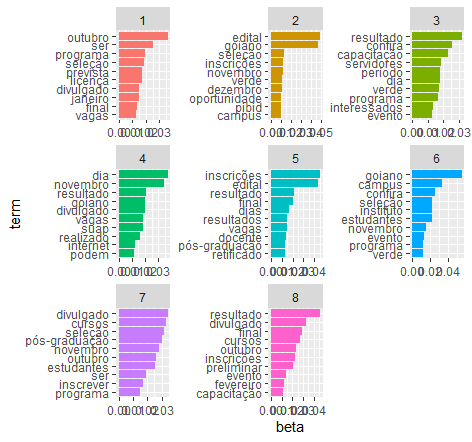 1
outubro
ser
programa
seleção
prevista
licença
divulgado
janeiro
final
vagas
2
edital
goiano
seleção
inscrições
novembro
verde
dezembro
oportunidade
pibid
campus
3
resultado
confira
capacitação
servidores
período
dia
verde
programa
interessados
evento
4
dia
novembro
resultado
goiano
divulgado
vagas
suap
realizado
internet
podem
5
inscrições
edital
resultado
final
dias
resultados
vagas
docente
pós-graduação
retificado
6
goiano
campus
confira
seleção
instituto
estudantes
novembro
evento
programa
verde
7
divulgado
cursos
seleção
pós-graduação
novembro
outubro
estudantes
ser
inscrever
programa
8
resultado
divulgado
final
cursos
outubro
inscrições
preliminar
evento
fevereiro
capacitação
term
beta